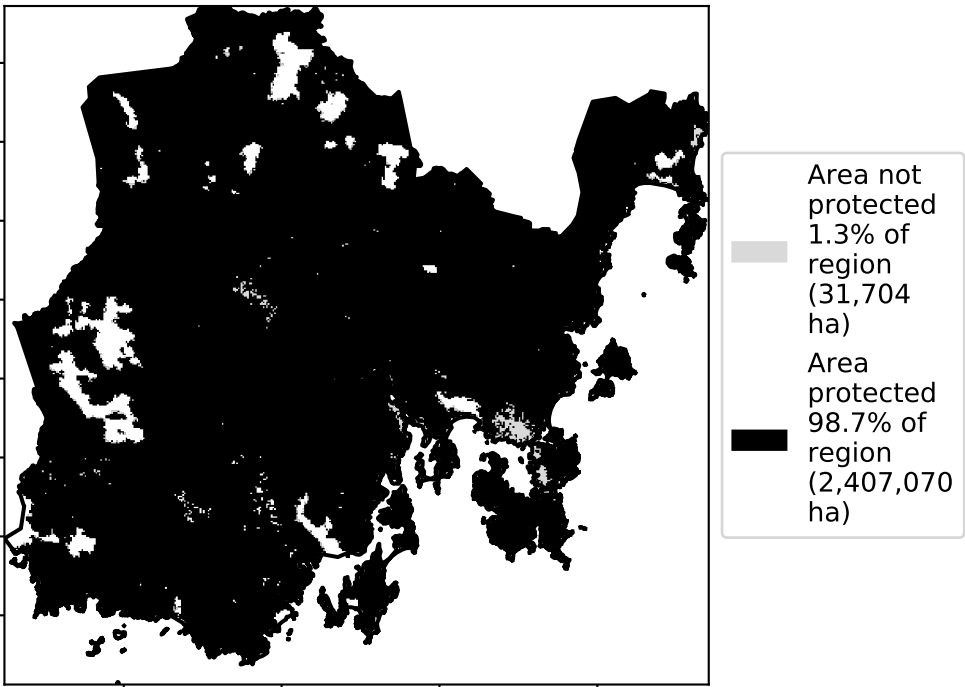 Area not
protected
1.3% of
region
(31,704
ha)
Area
protected
98.7% of
region
(2,407,070
ha)